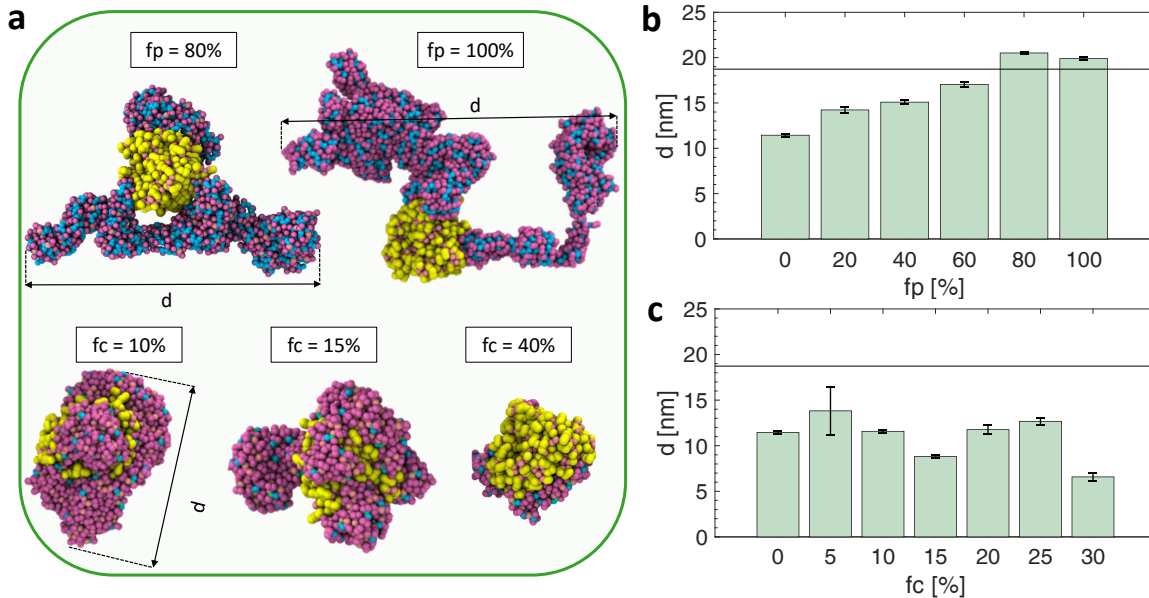 a
fp = 80%
fp = 100%
d
d
fc = 10%
fc = 15%
fc = 40%
d
b
25
20
15
10
5
0
d [nm]
0 20 40 60 80 100
fp [%]
c
25
20
15
10
5
0
d [nm]
0 5 10 15 20 25 30
fc [%]